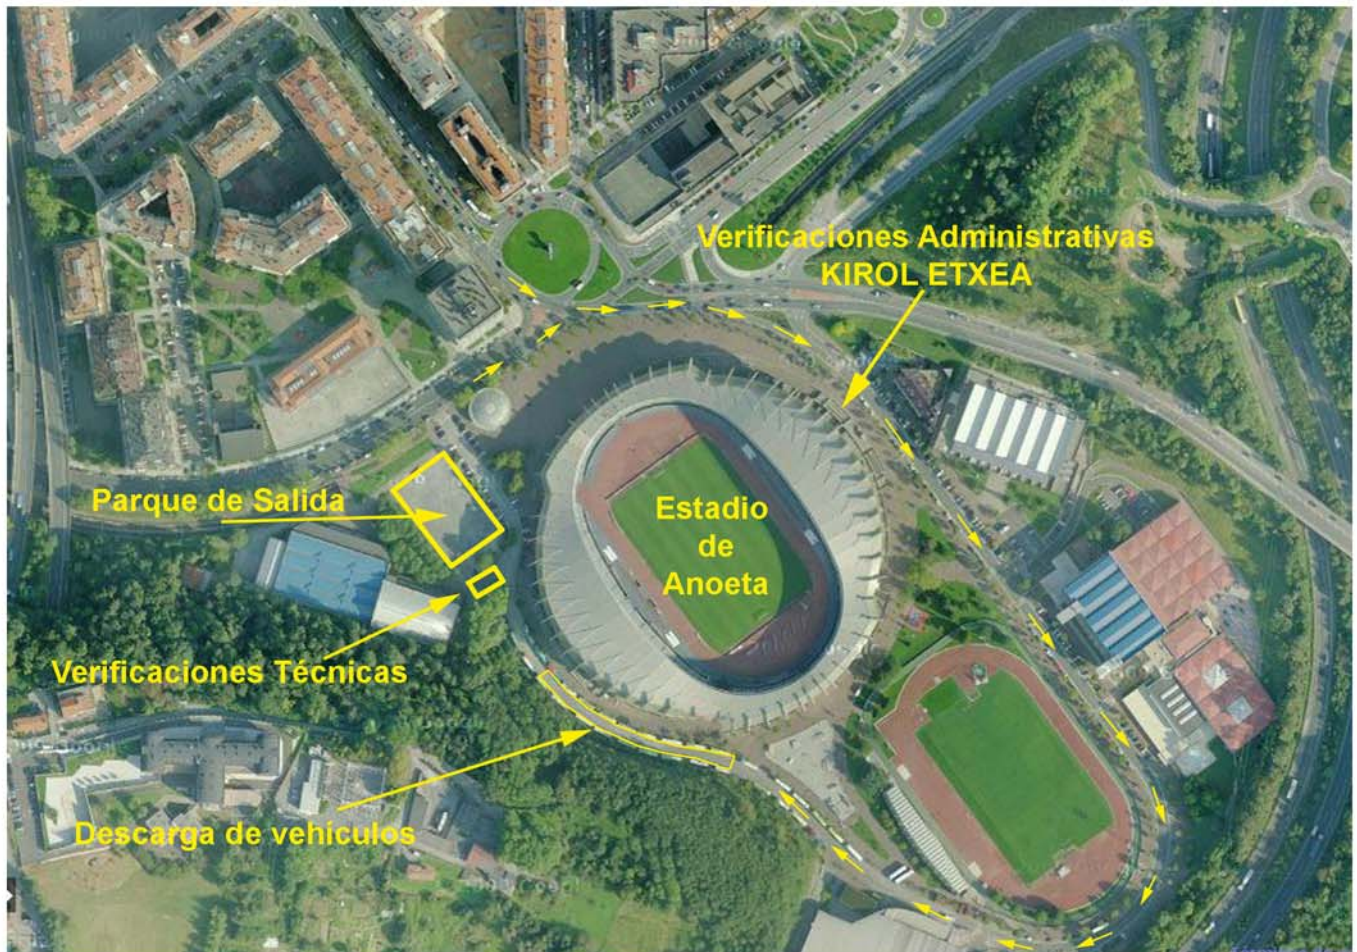 Verificaciones Administrativas
KIROL ETXEA
Parque de Salida
Estadio
de
Anoeta
Verificaciones Técnicas
Descarga de vehículos